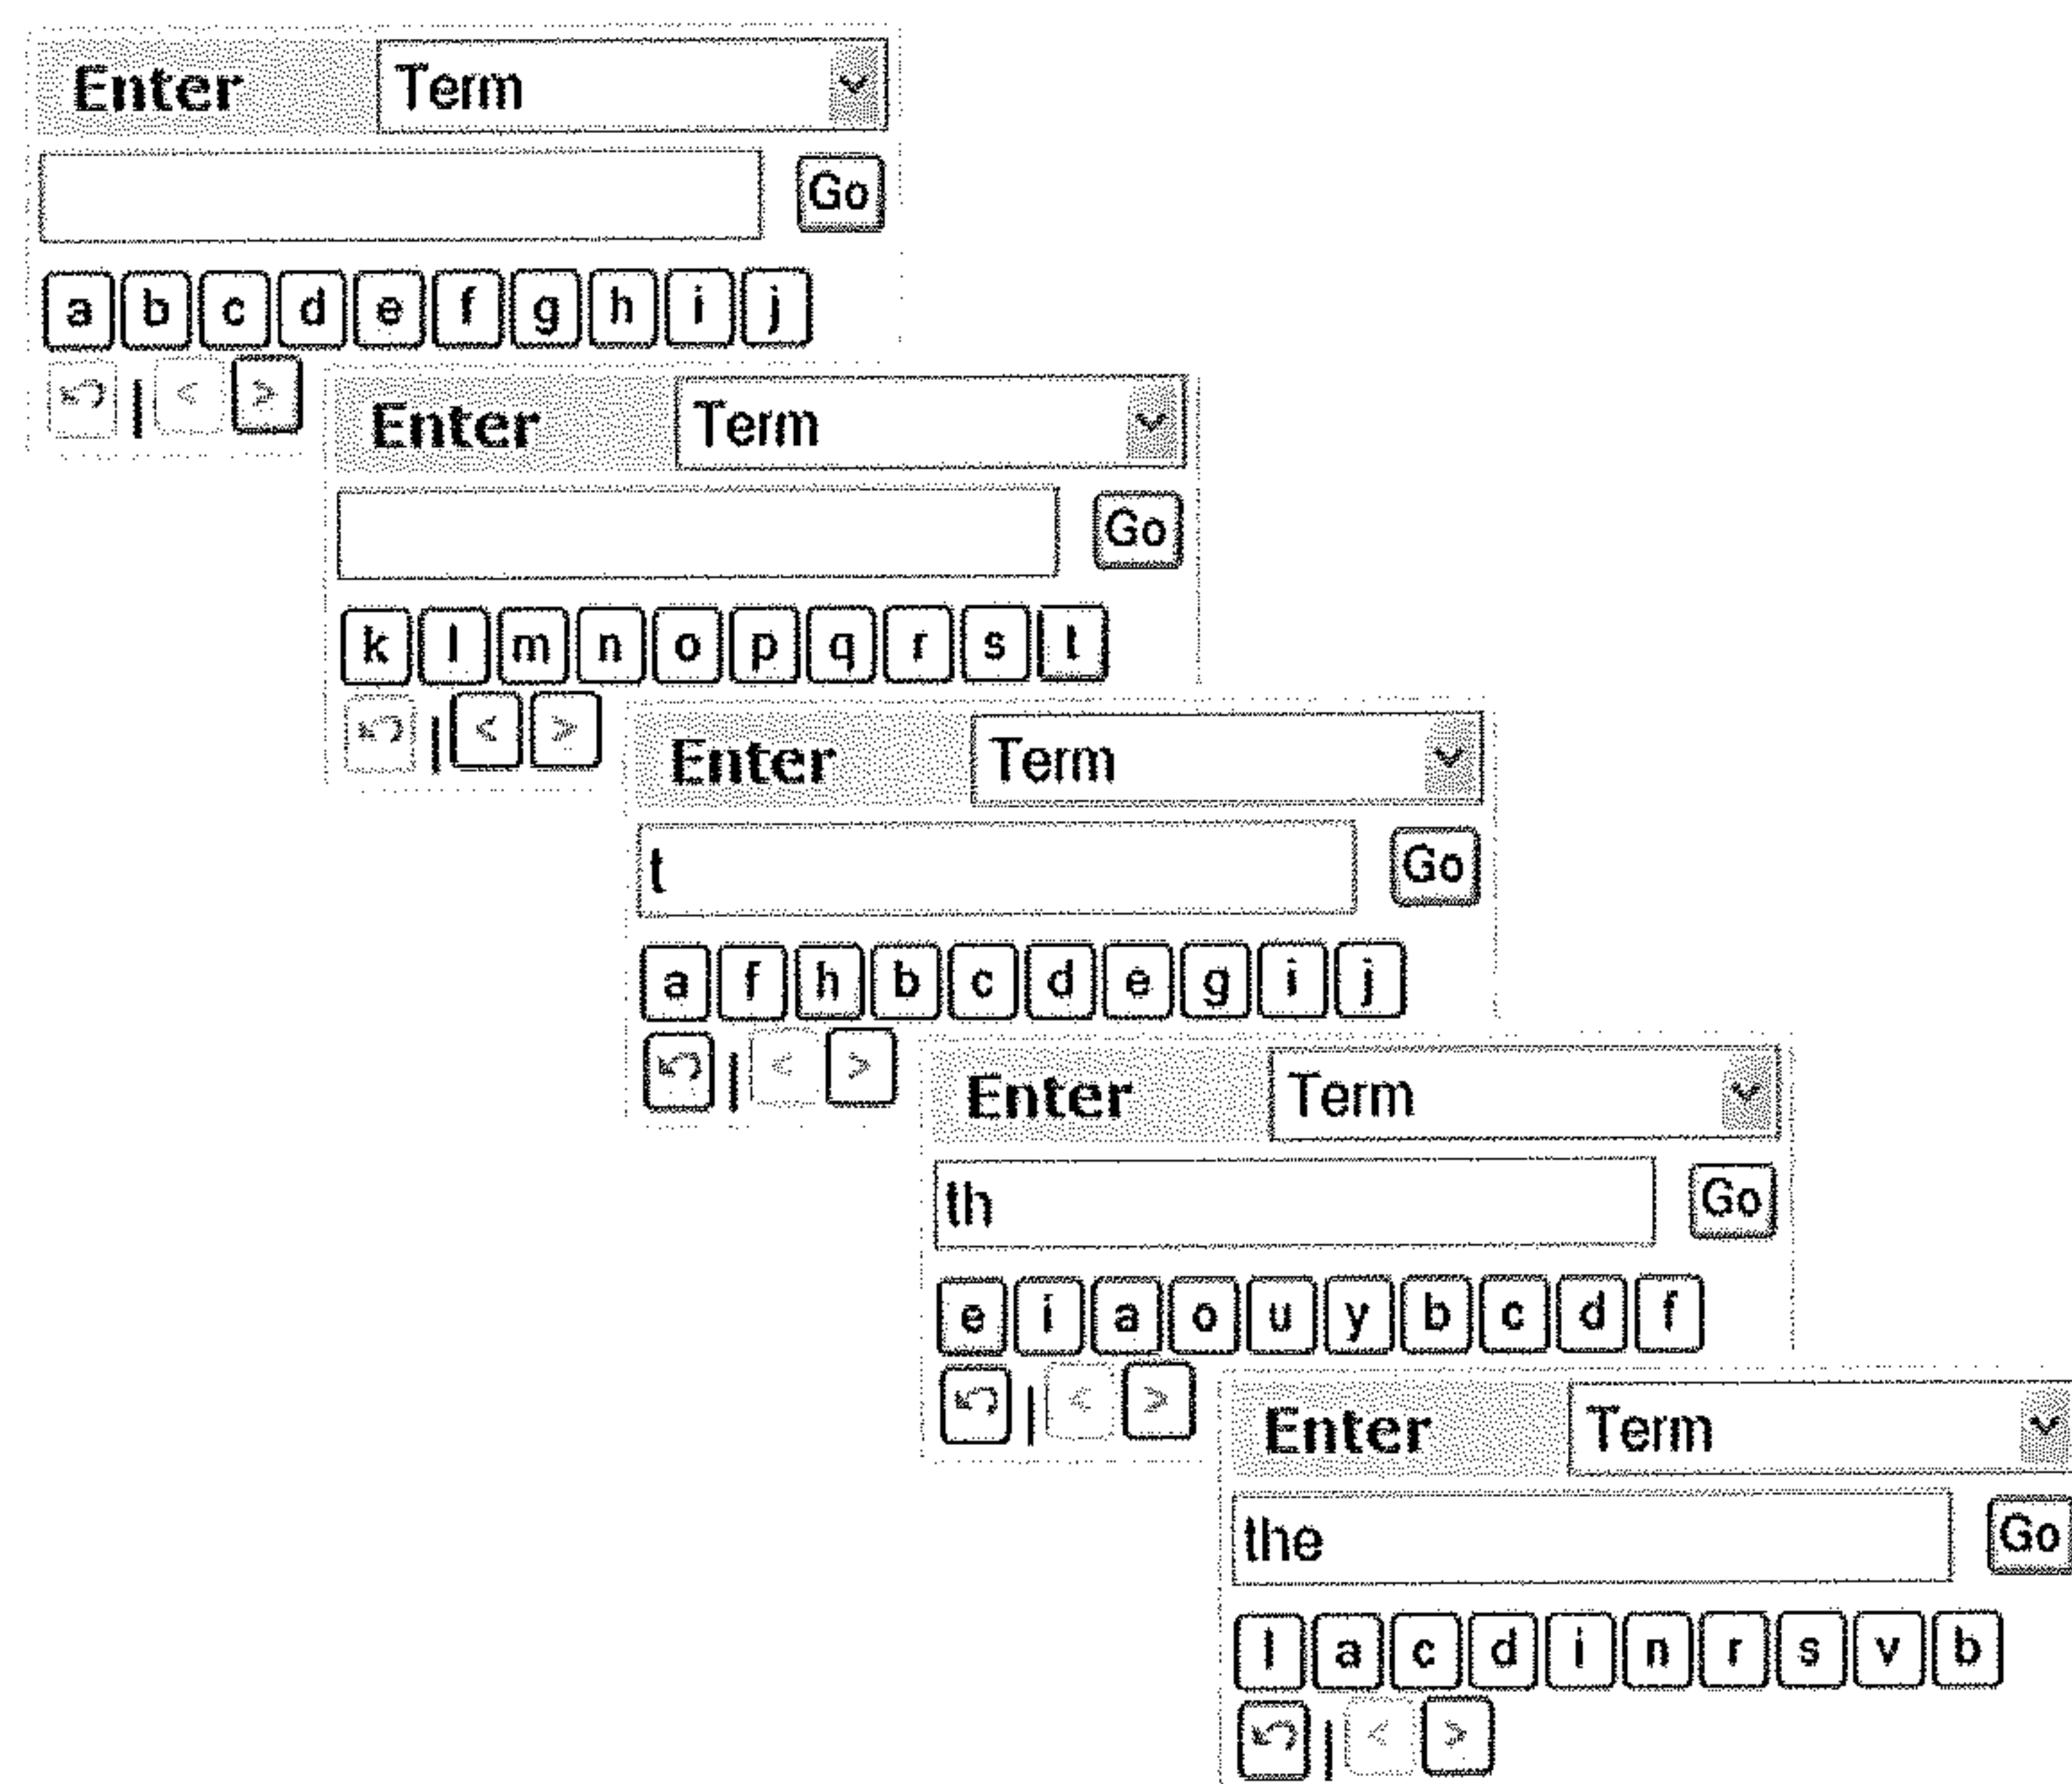 Enter Term
Go
a b c d e f g h i j
< >
Enter Term
Go
k l m n o p q r s t
< >
Enter Term
t Go
a f h b c d e g i j
< >
Enter Term
th Go
e i a o u y b c d f
< >
Enter Term
the Go
l a c d i n r s v b
< >